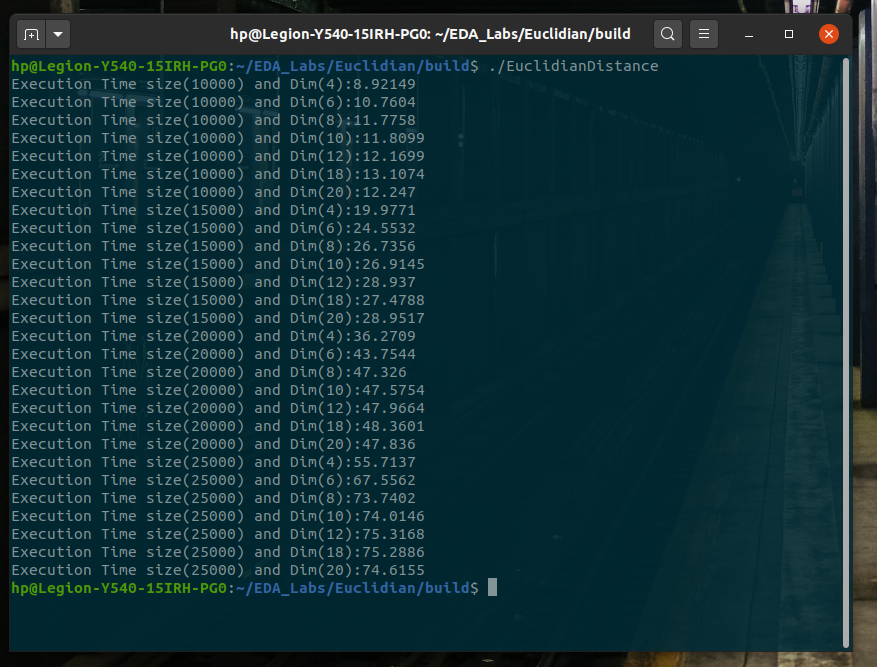 hp@Legion-Y540-15IRH-PG0: ~/EDA_Labs/Euclidian/build
hp@Legion-Y540-15IRH-PG0:~/EDA_Labs/Euclidian/build$ ./EuclidianDistance
Execution Time size(10000) and Dim(4):8.92149
Execution Time size(10000) and Dim(6):10.7604
Execution Time size(10000) and Dim(8):11.7758
Execution Time size(10000) and Dim(10):11.8099
Execution Time size(10000) and Dim(12):12.1699
Execution Time size(10000) and Dim(18):13.1074
Execution Time size(10000) and Dim(20):12.247
Execution Time size(15000) and Dim(4):19.9771
Execution Time size(15000) and Dim(6):24.5532
Execution Time size(15000) and Dim(8):26.7356
Execution Time size(15000) and Dim(10):26.9145
Execution Time size(15000) and Dim(12):28.937
Execution Time size(15000) and Dim(18):27.4788
Execution Time size(15000) and Dim(20):28.9517
Execution Time size(20000) and Dim(4):36.2709
Execution Time size(20000) and Dim(6):43.7544
Execution Time size(20000) and Dim(8):47.326
Execution Time size(20000) and Dim(10):47.5754
Execution Time size(20000) and Dim(12):47.9664
Execution Time size(20000) and Dim(18):48.3601
Execution Time size(20000) and Dim(20):47.836
Execution Time size(25000) and Dim(4):55.7137
Execution Time size(25000) and Dim(6):67.5562
Execution Time size(25000) and Dim(8):73.7402
Execution Time size(25000) and Dim(10):74.0146
Execution Time size(25000) and Dim(12):75.3168
Execution Time size(25000) and Dim(18):75.2886
Execution Time size(25000) and Dim(20):74.6155
hp@Legion-Y540-15IRH-PG0:~/EDA_Labs/Euclidian/build$